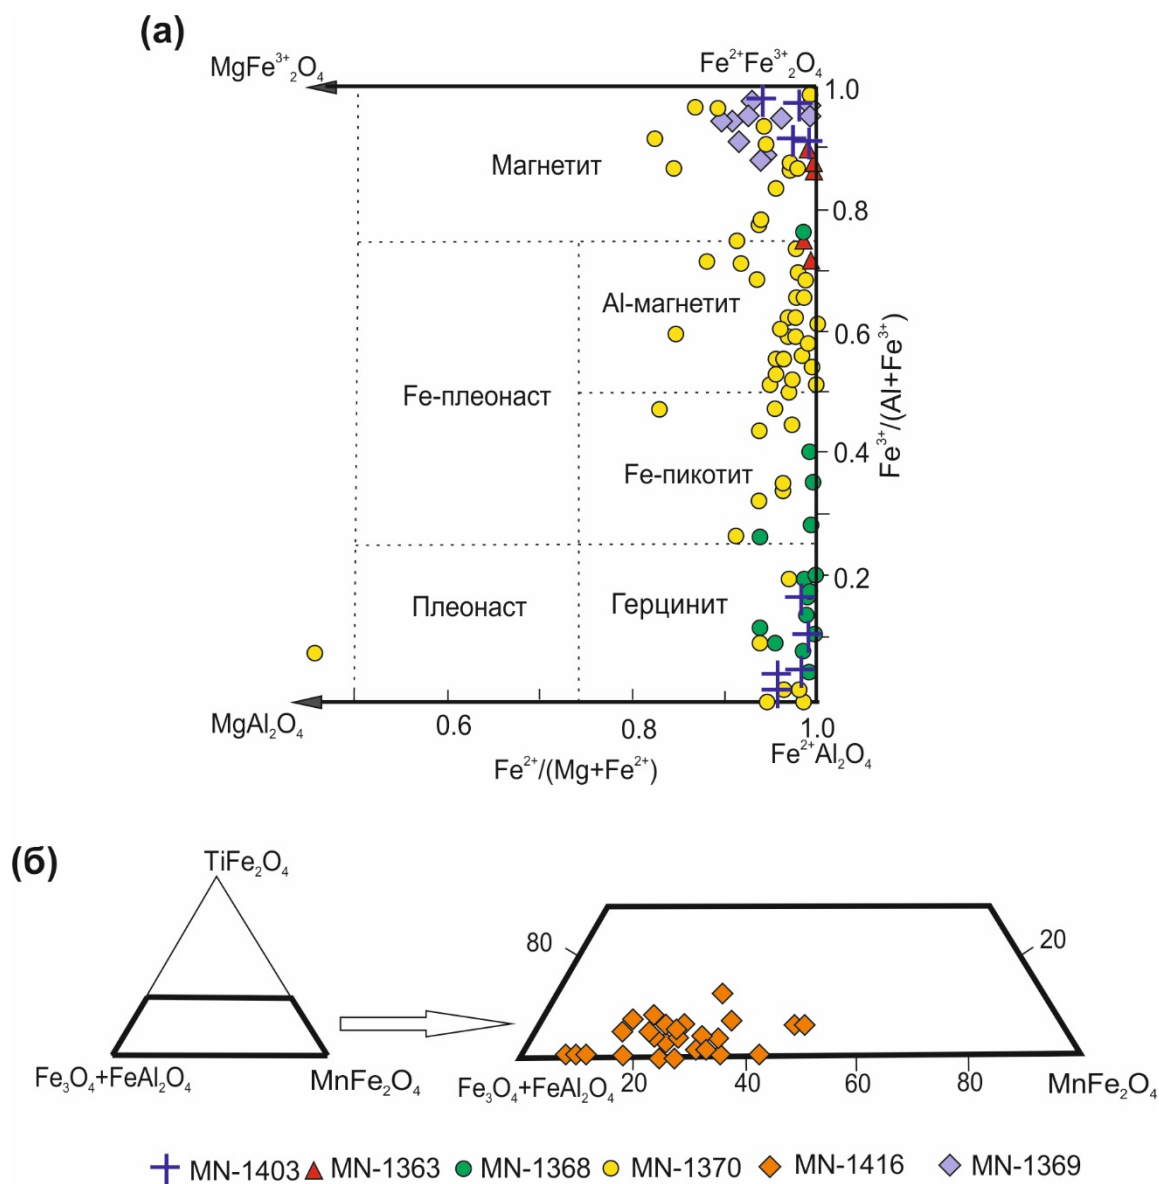 (а)
MgFe³⁺₂O₄
Fe²⁺Fe³⁺₂O₄
1.0
Магнетит
0.8
Al-магнетит
0.6
Fe³⁺/(Al+Fe³⁺)
Fe-плеонаст
0.4
Fe-пикотит
0.2
Плеонаст
Герцинит
MgAl₂O₄
0.6
0.8
1.0
Fe²⁺Al₂O₄
Fe²⁺/(Mg+Fe²⁺)
(б)
TiFe₂O₄
80
20
Fe₃O₄+FeAl₂O₄
MnFe₂O₄
Fe₃O₄+FeAl₂O₄
20
40
60
80
MnFe₂O₄
MN-1403 MN-1363 MN-1368 MN-1370 MN-1416 MN-1369